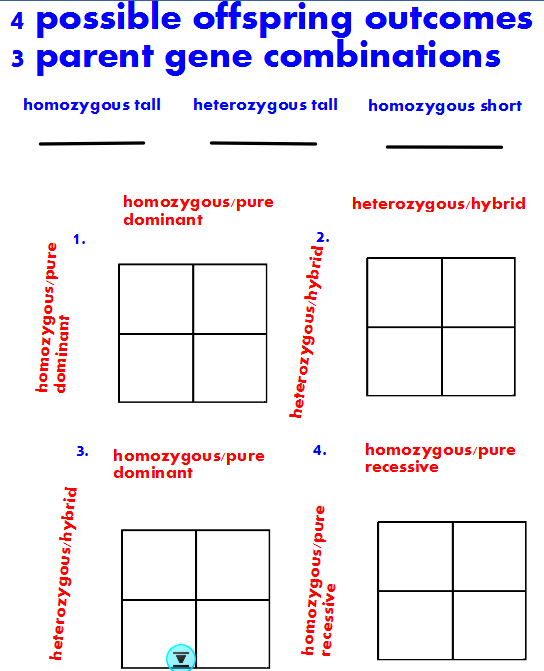 4 possible offspring outcomes
3 parent gene combinations
homozygous tall
heterozygous tall
homozygous short
1.
homozygous/pure
dominant
homozygous/pure
dominant
2.
heterozygous/hybrid
heterozygous/hybrid
3.
homozygous/pure
dominant
heterozygous/hybrid
4.
homozygous/pure
recessive
homozygous/pure
recessive